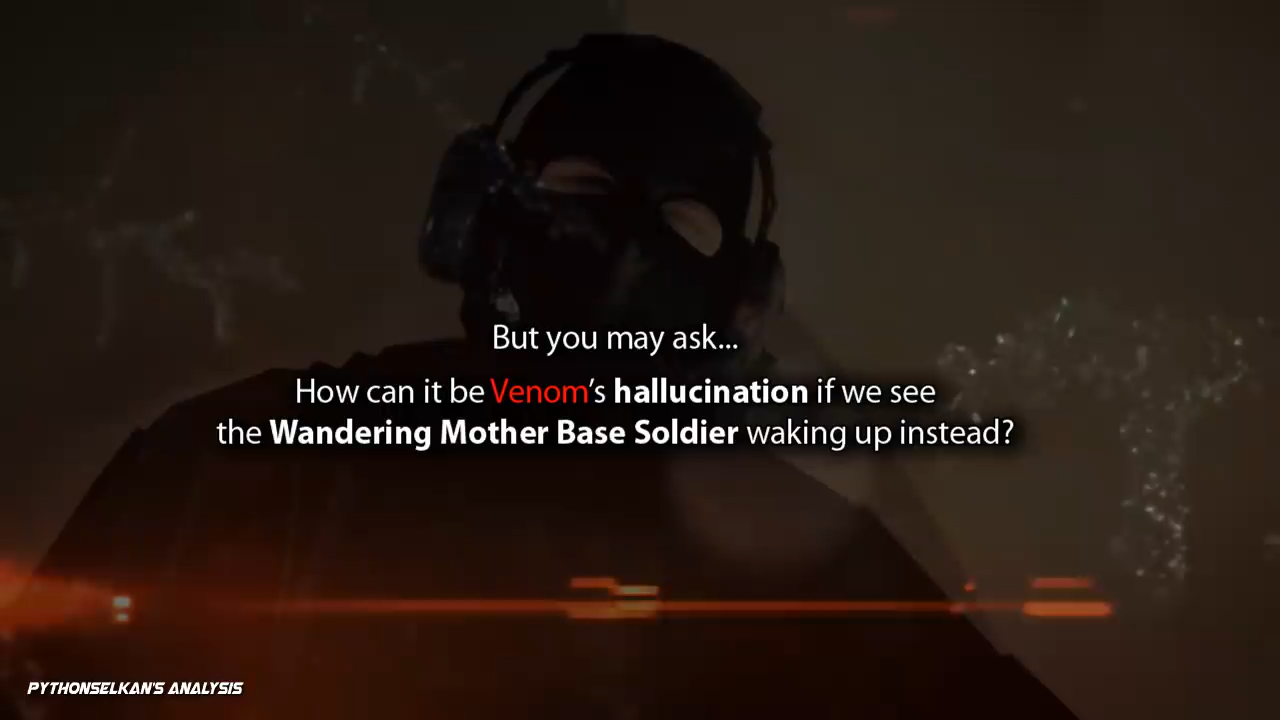 But you may ask...
How can it be Venom's hallucination if we see
the Wandering Mother Base Soldier waking up instead?
PYTHONSELKAN'S ANALYSIS